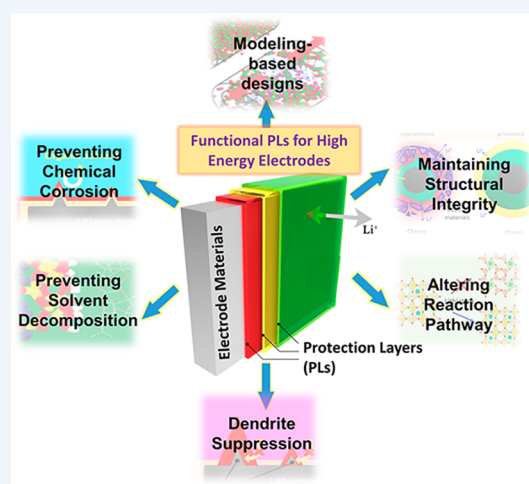 Modeling-
based
designs
Functional PLs for High
Energy Electrodes
Preventing
Chemical
Corrosion
Maintaining
Structural
Integrity
Li⁺
Electrode Materials
Preventing
Solvent
Decomposition
Altering
Reaction
Pathway
Protection Layers
(PLs)
Dendrite
Suppression